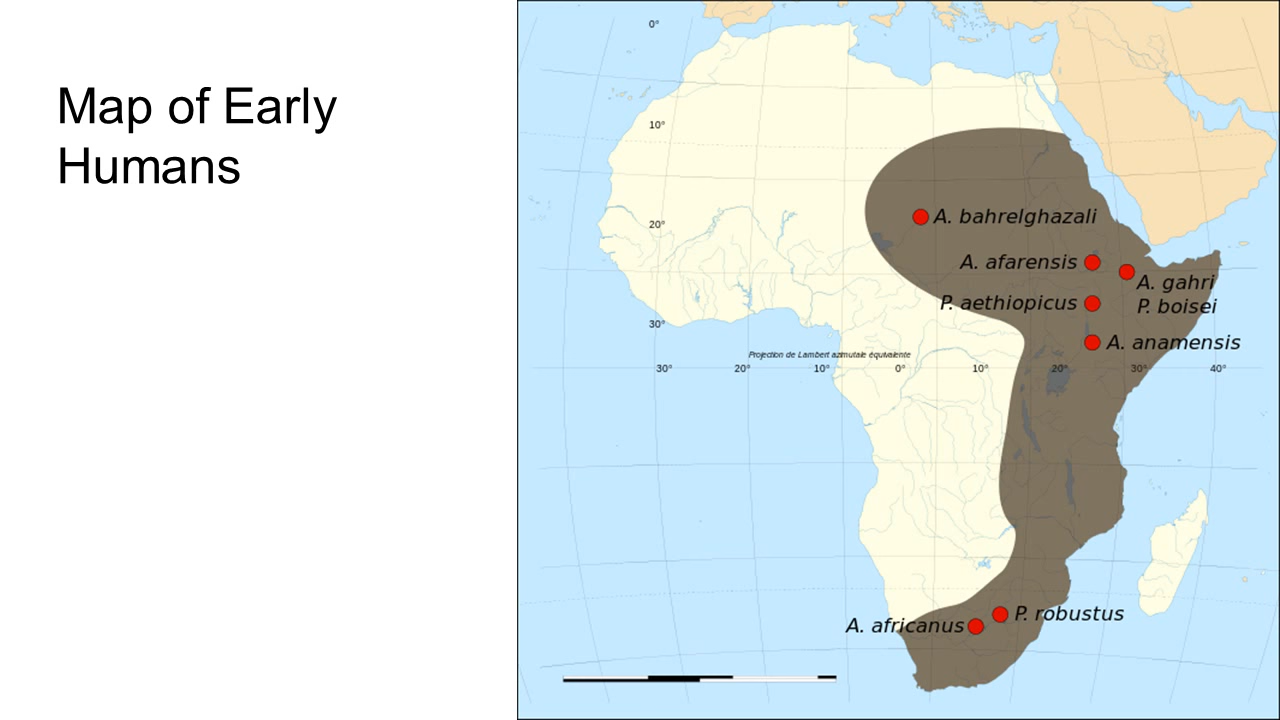 Map of Early
Humans
0°
10°
20°
A. bahrelghazali
A. afarensis
A. gahri
P. aethiopicus
P. boisei
30°
A. anamensis
Projection de Lambert azimutale équivalente
30°
20°
10°
0°
10°
20°
30°
40°
P. robustus
A. africanus